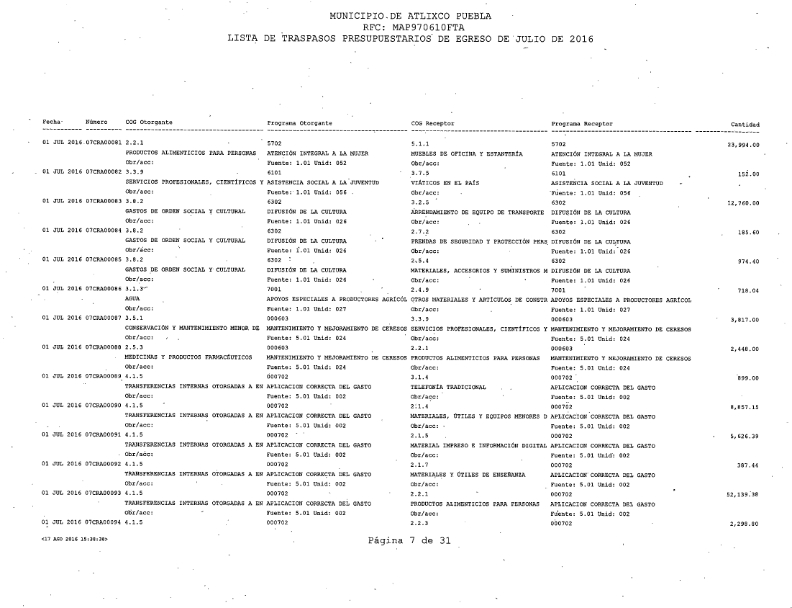 MUNICIPIO DE ATLIXCO PUEBLA
RFC: MAP970610FTA
LISTA DE TRASPASOS PRESUPUESTARIOS DE EGRESO DE JULIO DE 2016
Fecha Número COG Otorgante Programa Otorgante COG Receptor Programa Receptor Cantidad
01 JUL 2016 07CRA00081 2.2.1 5702 5.1.1 5702 23,994.00
PRODUCTOS ALIMENTICIOS PARA PERSONAS ATENCIÓN INTEGRAL A LA MUJER MUEBLES DE OFICINA Y ESTANTERÍA ATENCIÓN INTEGRAL A LA MUJER
Obr/acc: Fuente: 1.01 Unid: 052 Obr/acc: Fuente: 1.01 Unid: 052
01 JUL 2016 07CRA00082 3.3.9 6101 3.7.5 6101 152.00
SERVICIOS PROFESIONALES, CIENTÍFICOS Y ASISTENCIA SOCIAL A LA JUVENTUD VIÁTICOS EN EL PAÍS ASISTENCIA SOCIAL A LA JUVENTUD
Obr/acc: Fuente: 1.01 Unid: 056 Obr/acc: Fuente: 1.01 Unid: 056
01 JUL 2016 07CRA00083 3.8.2 6302 3.2.5 6302 12,760.00
GASTOS DE ORDEN SOCIAL Y CULTURAL DIFUSIÓN DE LA CULTURA ARRENDAMIENTO DE EQUIPO DE TRANSPORTE DIFUSIÓN DE LA CULTURA
Obr/acc: Fuente: 1.01 Unid: 026 Obr/acc: Fuente: 1.01 Unid: 026
01 JUL 2016 07CRA00084 3.8.2 6302 2.7.2 6302 185.60
GASTOS DE ORDEN SOCIAL Y CULTURAL DIFUSIÓN DE LA CULTURA PRENDAS DE SEGURIDAD Y PROTECCIÓN PERS DIFUSIÓN DE LA CULTURA
Obr/acc: Fuente: 1.01 Unid: 026 Obr/acc: Fuente: 1.01 Unid: 026
01 JUL 2016 07CRA00085 3.8.2 6302 2.5.4 6302 974.40
GASTOS DE ORDEN SOCIAL Y CULTURAL DIFUSIÓN DE LA CULTURA MATERIALES, ACCESORIOS Y SUMINISTROS M DIFUSIÓN DE LA CULTURA
Obr/acc: Fuente: 1.01 Unid: 026 Obr/acc: Fuente: 1.01 Unid: 026
01 JUL 2016 07CRA00086 3.1.3 7001 2.4.9 7001 718.04
AGUA APOYOS ESPECIALES A PRODUCTORES AGRÍCOL OTROS MATERIALES Y ARTÍCULOS DE CONSTR APOYOS ESPECIALES A PRODUCTORES AGRÍCOL
Obr/acc: Fuente: 1.01 Unid: 027 Obr/acc: Fuente: 1.01 Unid: 027
01 JUL 2016 07CRA00087 3.5.1 000603 3.3.9 000603 3,817.00
CONSERVACIÓN Y MANTENIMIENTO MENOR DE MANTENIMIENTO Y MEJORAMIENTO DE CERESOS SERVICIOS PROFESIONALES, CIENTÍFICOS Y MANTENIMIENTO Y MEJORAMIENTO DE CERESOS
Obr/acc: Fuente: 5.01 Unid: 024 Obr/acc: Fuente: 5.01 Unid: 024
01 JUL 2016 07CRA00088 2.5.3 000603 2.2.1 000603 2,448.00
MEDICINAS Y PRODUCTOS FARMACÉUTICOS MANTENIMIENTO Y MEJORAMIENTO DE CERESOS PRODUCTOS ALIMENTICIOS PARA PERSONAS MANTENIMIENTO Y MEJORAMIENTO DE CERESOS
Obr/acc: Fuente: 5.01 Unid: 024 Obr/acc: Fuente: 5.01 Unid: 024
01 JUL 2016 07CRA00089 4.1.5 000702 3.1.4 000702 899.00
TRANSFERENCIAS INTERNAS OTORGADAS A EN APLICACION CORRECTA DEL GASTO TELEFONÍA TRADICIONAL APLICACION CORRECTA DEL GASTO
Obr/acc: Fuente: 5.01 Unid: 002 Obr/acc: Fuente: 5.01 Unid: 002
01 JUL 2016 07CRA00090 4.1.5 000702 2.1.4 000702 8,857.15
TRANSFERENCIAS INTERNAS OTORGADAS A EN APLICACION CORRECTA DEL GASTO MATERIALES, ÚTILES Y EQUIPOS MENORES D APLICACION CORRECTA DEL GASTO
Obr/acc: Fuente: 5.01 Unid: 002 Obr/acc: Fuente: 5.01 Unid: 002
01 JUL 2016 07CRA00091 4.1.5 000702 2.1.5 000702 5,626.39
TRANSFERENCIAS INTERNAS OTORGADAS A EN APLICACION CORRECTA DEL GASTO MATERIAL IMPRESO E INFORMACIÓN DIGITAL APLICACION CORRECTA DEL GASTO
Obr/acc: Fuente: 5.01 Unid: 002 Obr/acc: Fuente: 5.01 Unid: 002
01 JUL 2016 07CRA00092 4.1.5 000702 2.1.7 000702 387.44
TRANSFERENCIAS INTERNAS OTORGADAS A EN APLICACION CORRECTA DEL GASTO MATERIALES Y ÚTILES DE ENSEÑANZA APLICACION CORRECTA DEL GASTO
Obr/acc: Fuente: 5.01 Unid: 002 Obr/acc: Fuente: 5.01 Unid: 002
01 JUL 2016 07CRA00093 4.1.5 000702 2.2.1 000702 52,139.38
TRANSFERENCIAS INTERNAS OTORGADAS A EN APLICACION CORRECTA DEL GASTO PRODUCTOS ALIMENTICIOS PARA PERSONAS APLICACION CORRECTA DEL GASTO
Obr/acc: Fuente: 5.01 Unid: 002 Obr/acc: Fuente: 5.01 Unid: 002
01 JUL 2016 07CRA00094 4.1.5 000702 2.2.3 000702 2,298.80
<17 AGO 2016 15:30:30> Página 7 de 31